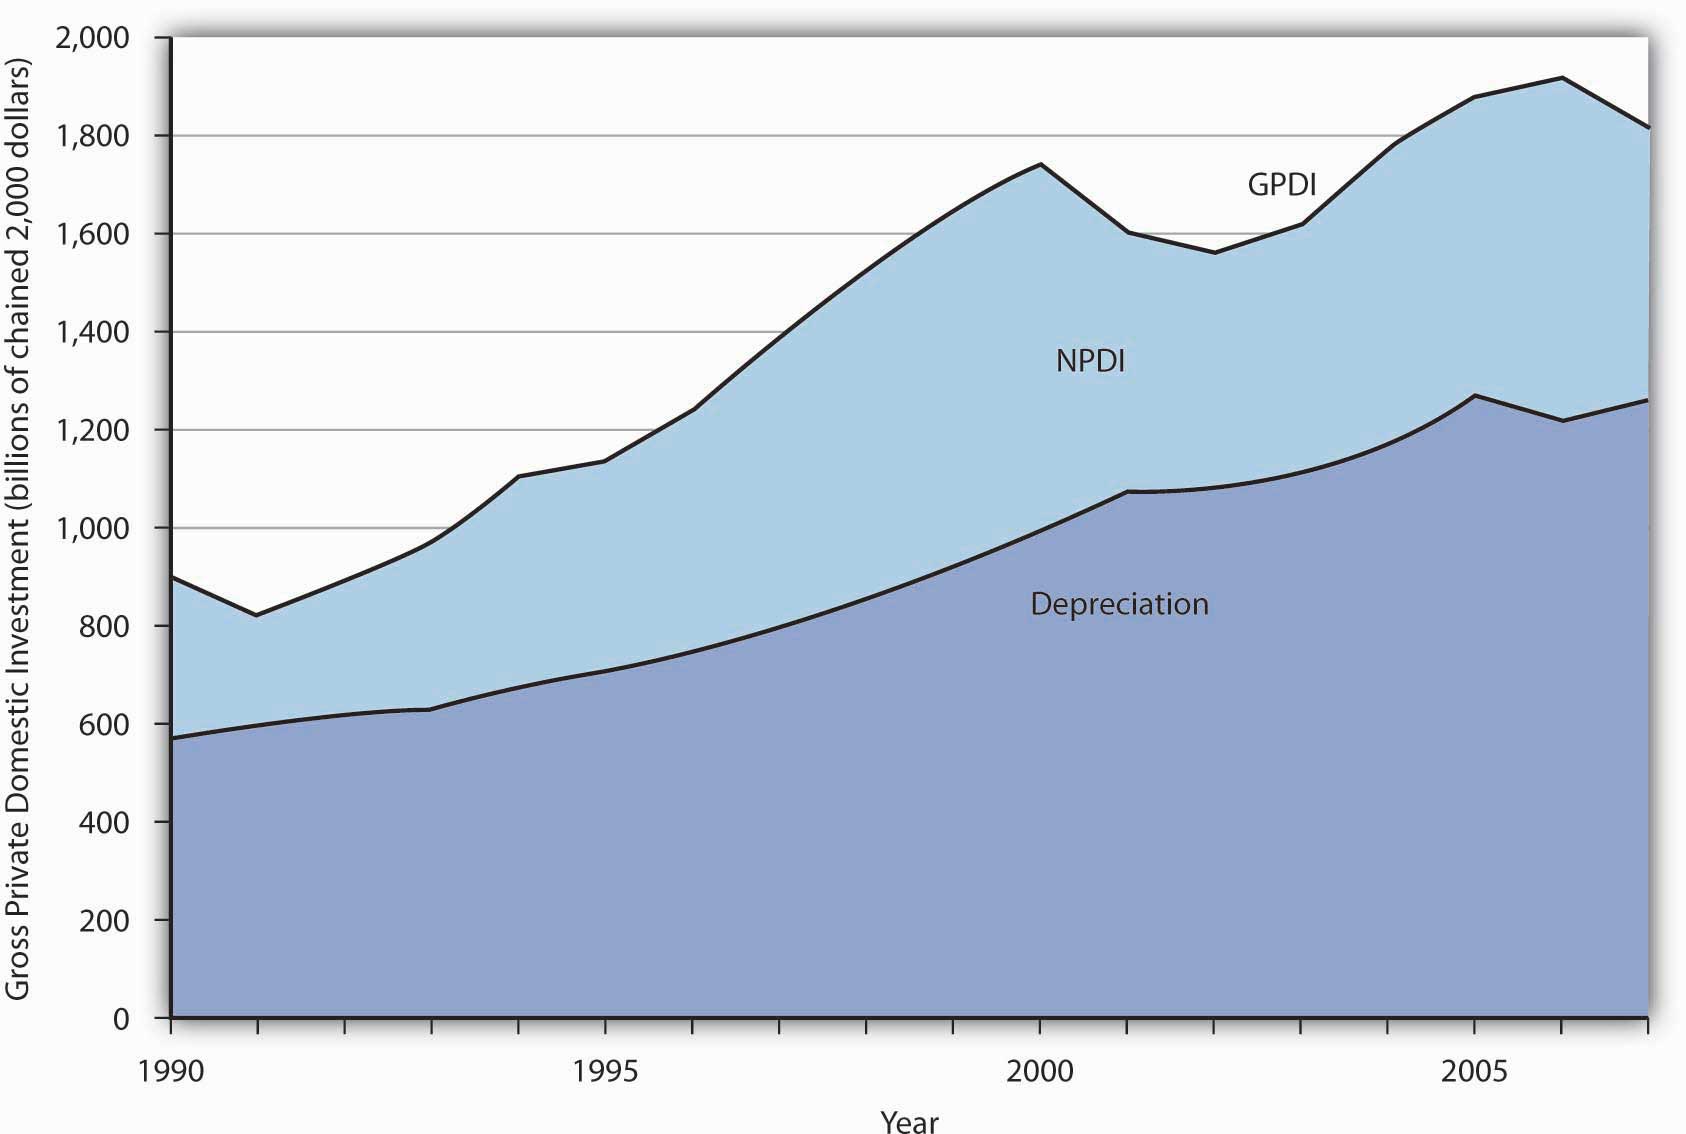 Gross Private Domestic Investment (billions of chained 2,000 dollars)
2,000
1,800
1,600
1,400
1,200
1,000
800
600
400
200
0
GPDI
NPDI
Depreciation
1990 1995 2000 2005
Year